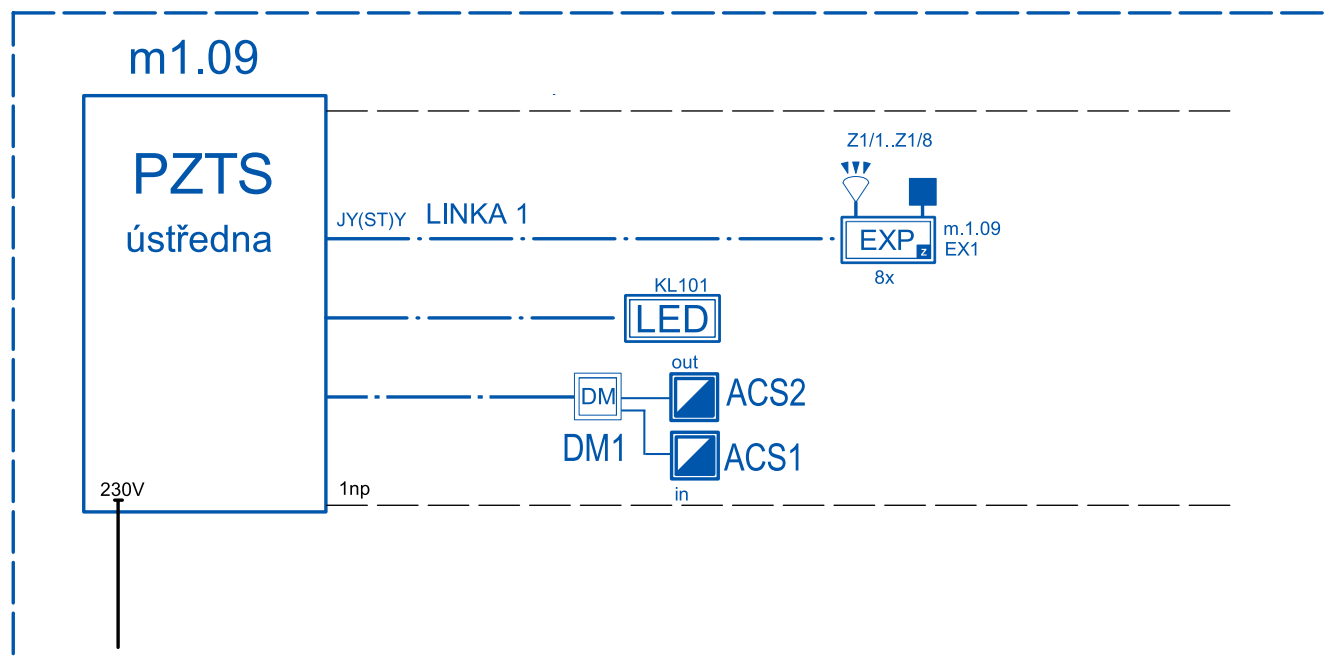 m1.09
PZTS
ústředna
230V
1np
JY(ST)Y
LINKA 1
Z1/1..Z1/8
EXP
z
8x
m.1.09
EX1
KL101
LED
DM
DM1
out
ACS2
ACS1
in